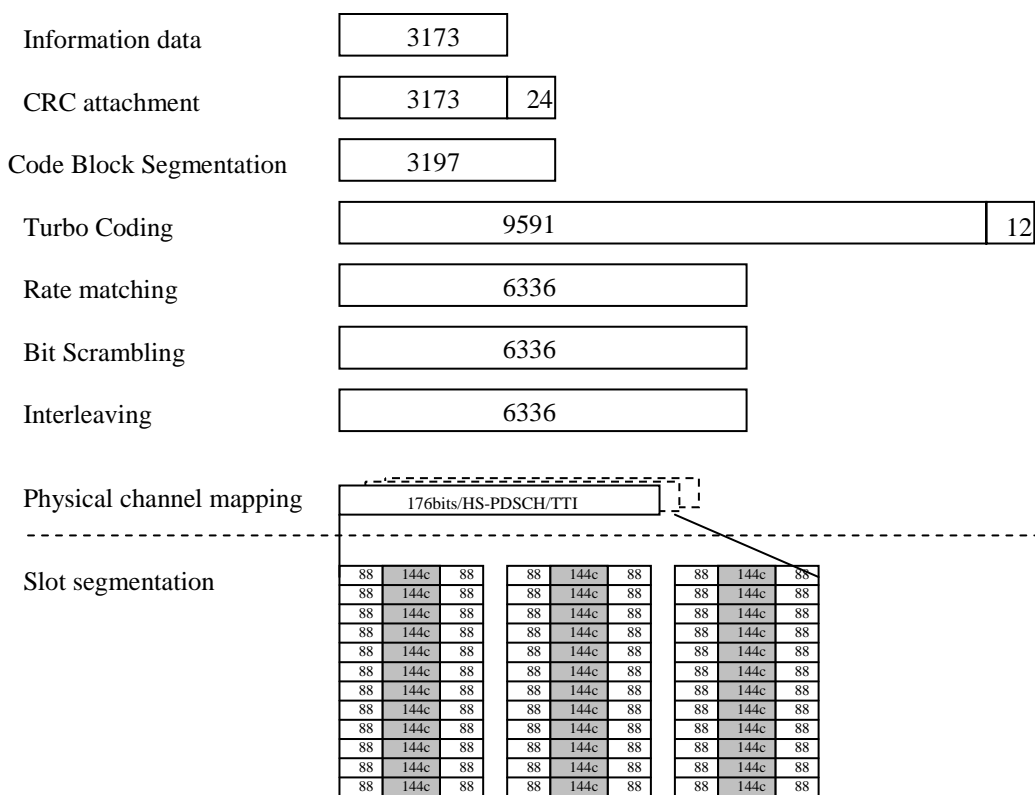 Information data 3173
CRC attachment 3173 24
Code Block Segmentation 3197
Turbo Coding 9591 12
Rate matching 6336
Bit Scrambling 6336
Interleaving 6336
Physical channel mapping 176bits/HS-PDSCH/TTI
Slot segmentation 88 144c 88 88 144c 88 88 144c 88
88 144c 88 88 144c 88 88 144c 88
88 144c 88 88 144c 88 88 144c 88
88 144c 88 88 144c 88 88 144c 88
88 144c 88 88 144c 88 88 144c 88
88 144c 88 88 144c 88 88 144c 88
88 144c 88 88 144c 88 88 144c 88
88 144c 88 88 144c 88 88 144c 88
88 144c 88 88 144c 88 88 144c 88
88 144c 88 88 144c 88 88 144c 88
88 144c 88 88 144c 88 88 144c 88
88 144c 88 88 144c 88 88 144c 88